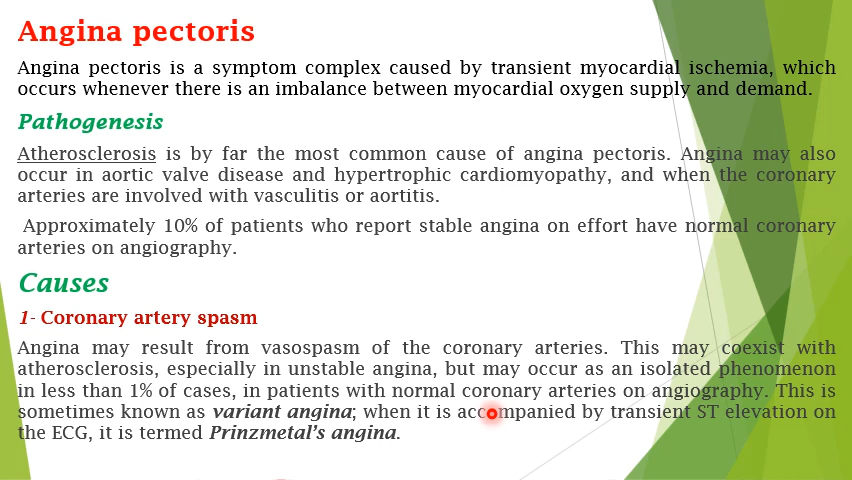 Angina pectoris
Angina pectoris is a symptom complex caused by transient myocardial ischemia, which
occurs whenever there is an imbalance between myocardial oxygen supply and demand.
Pathogenesis
Atherosclerosis is by far the most common cause of angina pectoris. Angina may also
occur in aortic valve disease and hypertrophic cardiomyopathy, and when the coronary
arteries are involved with vasculitis or aortitis.
Approximately 10% of patients who report stable angina on effort have normal coronary
arteries on angiography.
Causes
1- Coronary artery spasm
Angina may result from vasospasm of the coronary arteries. This may coexist with
atherosclerosis, especially in unstable angina, but may occur as an isolated phenomenon
in less than 1% of cases, in patients with normal coronary arteries on angiography. This is
sometimes known as variant angina; when it is accompanied by transient ST elevation on
the ECG, it is termed Prinzmetal’s angina.